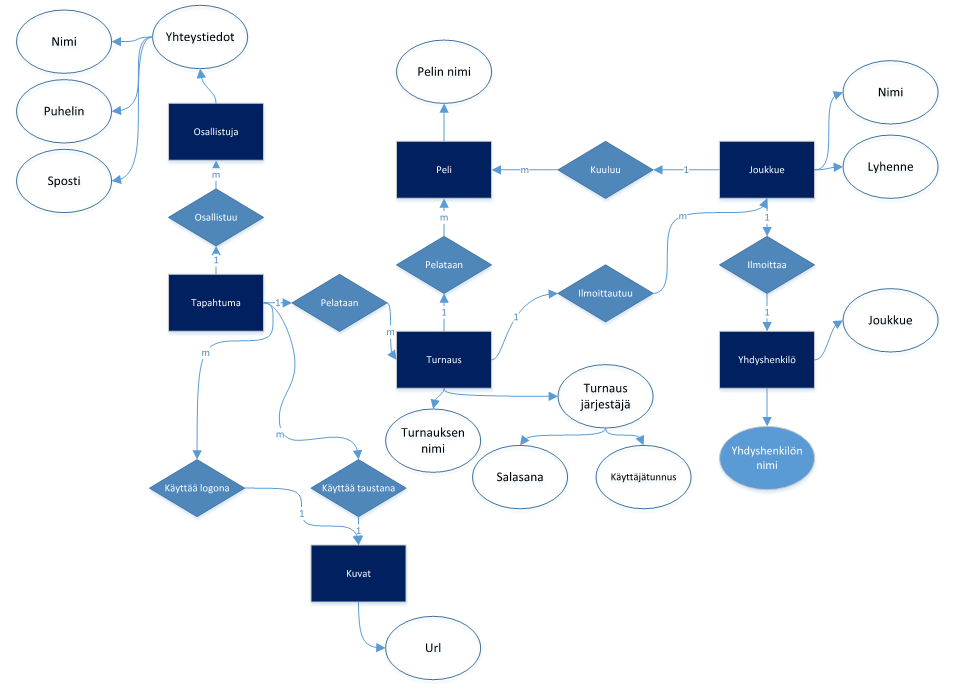 Nimi
Yhteystiedot
Puhelin
Sposti
Osallistuja
m
Osallistuu
1
Tapahtuma
1
Pelataan
m
m
m
Käyttää logona
1
Käyttää taustana
1
Kuvat
Url
Pelin nimi
Peli
m
Kuuluu
1
Joukkue
Nimi
Lyhenne
m
Pelataan
1
Turnaus
1
Ilmoittautuu
m
1
Ilmoittaa
1
Yhdyshenkilö
Joukkue
Yhdyshenkilön
nimi
Turnauksen
nimi
Turnaus
järjestäjä
Salasana
Käyttäjätunnus